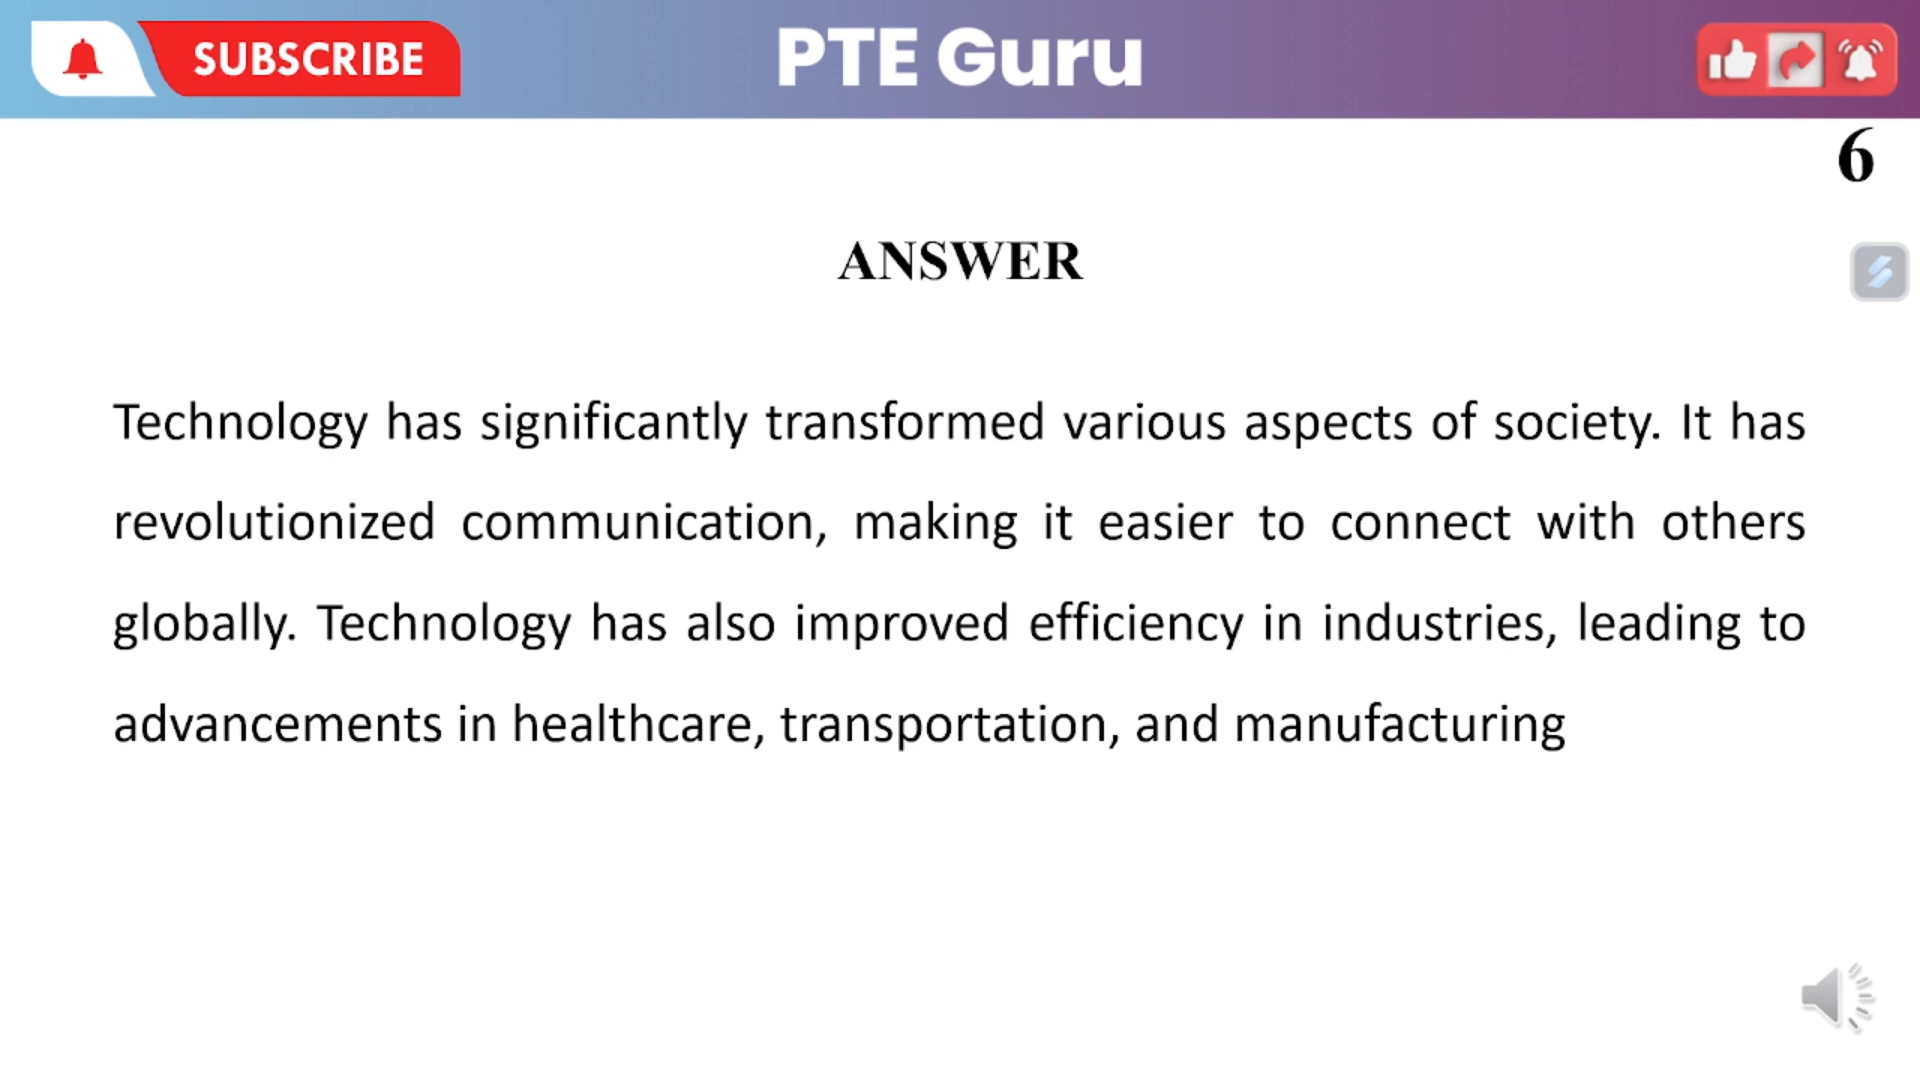 SUBSCRIBE
PTE Guru
6
ANSWER
Technology has significantly transformed various aspects of society. It has
revolutionized communication, making it easier to connect with others
globally. Technology has also improved efficiency in industries, leading to
advancements in healthcare, transportation, and manufacturing